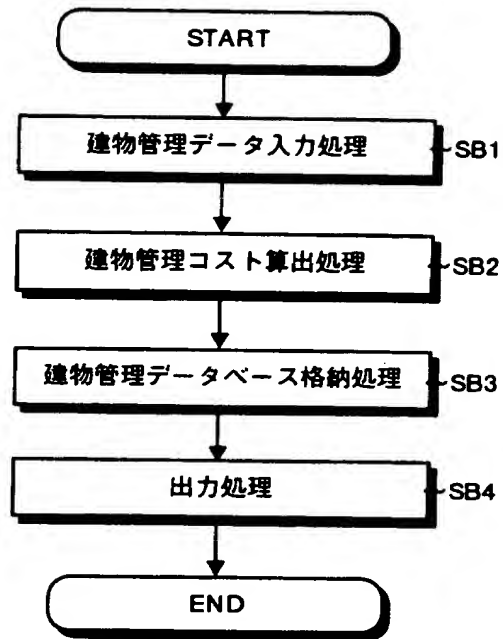 START
建物管理データ入力処理
SB1
建物管理コスト算出処理
SB2
建物管理データベース格納処理
SB3
出力処理
SB4
END